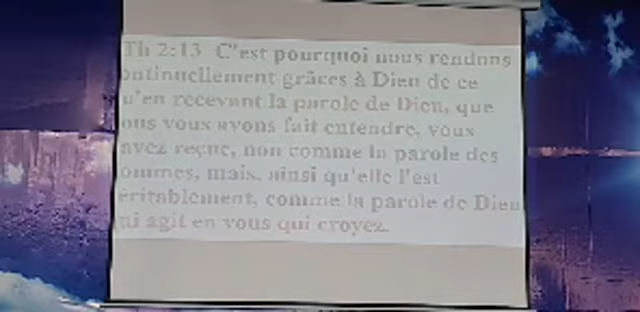 Th 2:13 C'est pourquoi nous rendons
ontinuellement grâces à Dieu de ce
u'en recevant la parole de Dieu, que
ous vous avons fait entendre, vous
avez reçue, non comme la parole des
ommes, mais, ainsi qu'elle l'est
éritablement, comme la parole de Dieu
ui agit en vous qui croyez.